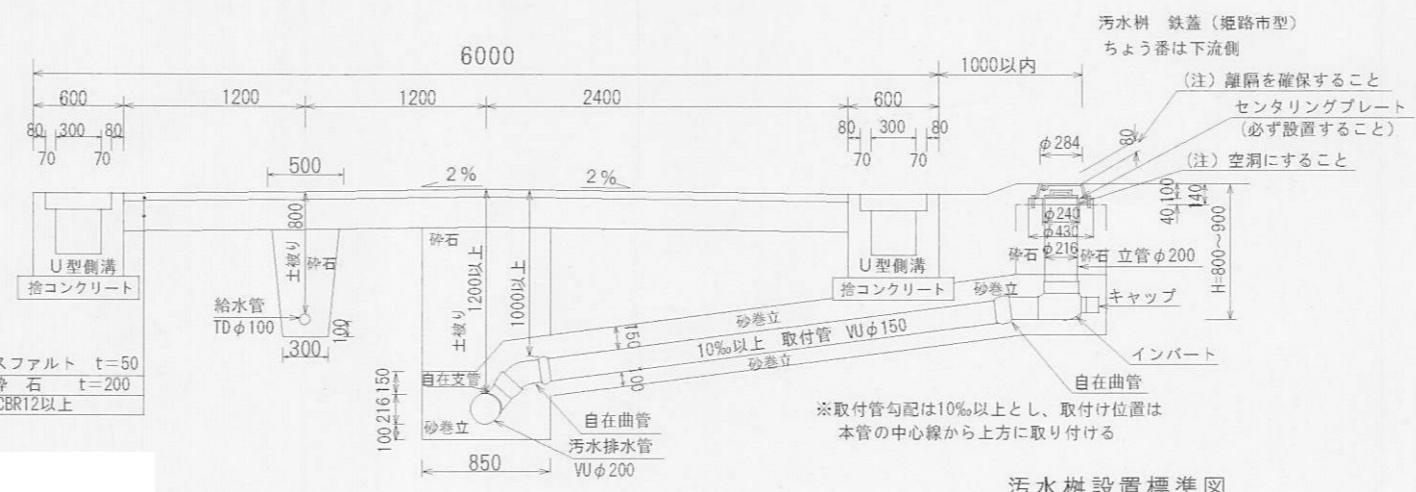 汚水桝 鉄蓋（姫路市型）
ちょう番は下流側
6000
1000以内
（注）離隔を確保すること
600
1200
1200
2400
600
センタリングプレート
（必ず設置すること）
80 300 80
80 300 80
70 70
70 70
φ284
80
（注）空洞にすること
500
2%
2%
800
100
140
40
φ240
φ430
φ216
H=800~900
土被り
砕石
砕石
土被り
1200以上
1000以上
砕石
砕石
立管φ200
U型側溝
捨コンクリート
U型側溝
捨コンクリート
砂巻立
キャップ
給水管
TDφ100
100
300
150
砂巻立
10‰以上 取付管 VUφ150
砂巻立
100
インバート
スファルト t=50
砕 石 t=200
CBR12以上
自在支管
150
216
100
砂巻立
自在曲管
自在曲管
汚水排水管
VUφ200
850
※取付管勾配は10‰以上とし、取付け位置は
本管の中心線から上方に取り付ける
汚水桝設置標準図